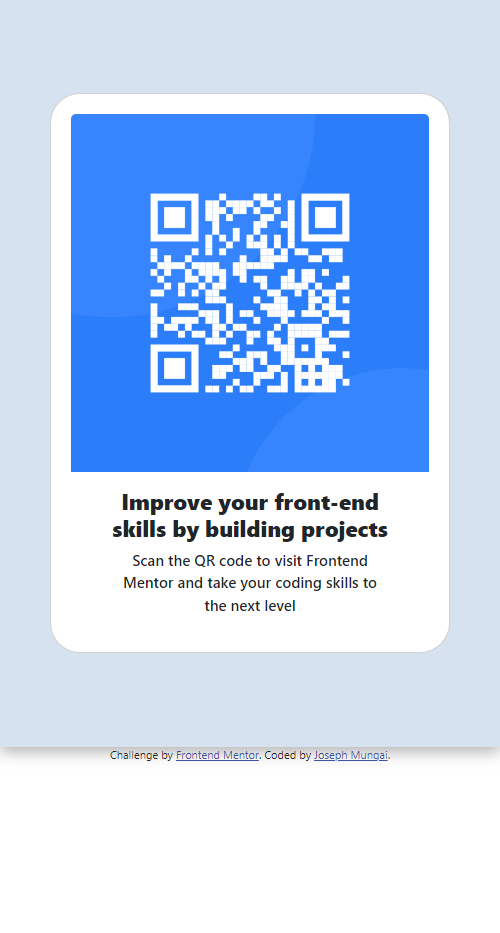 Improve your front-end
skills by building projects
Scan the QR code to visit Frontend
Mentor and take your coding skills to
the next level
Challenge by Frontend Mentor. Coded by Joseph Mungai.